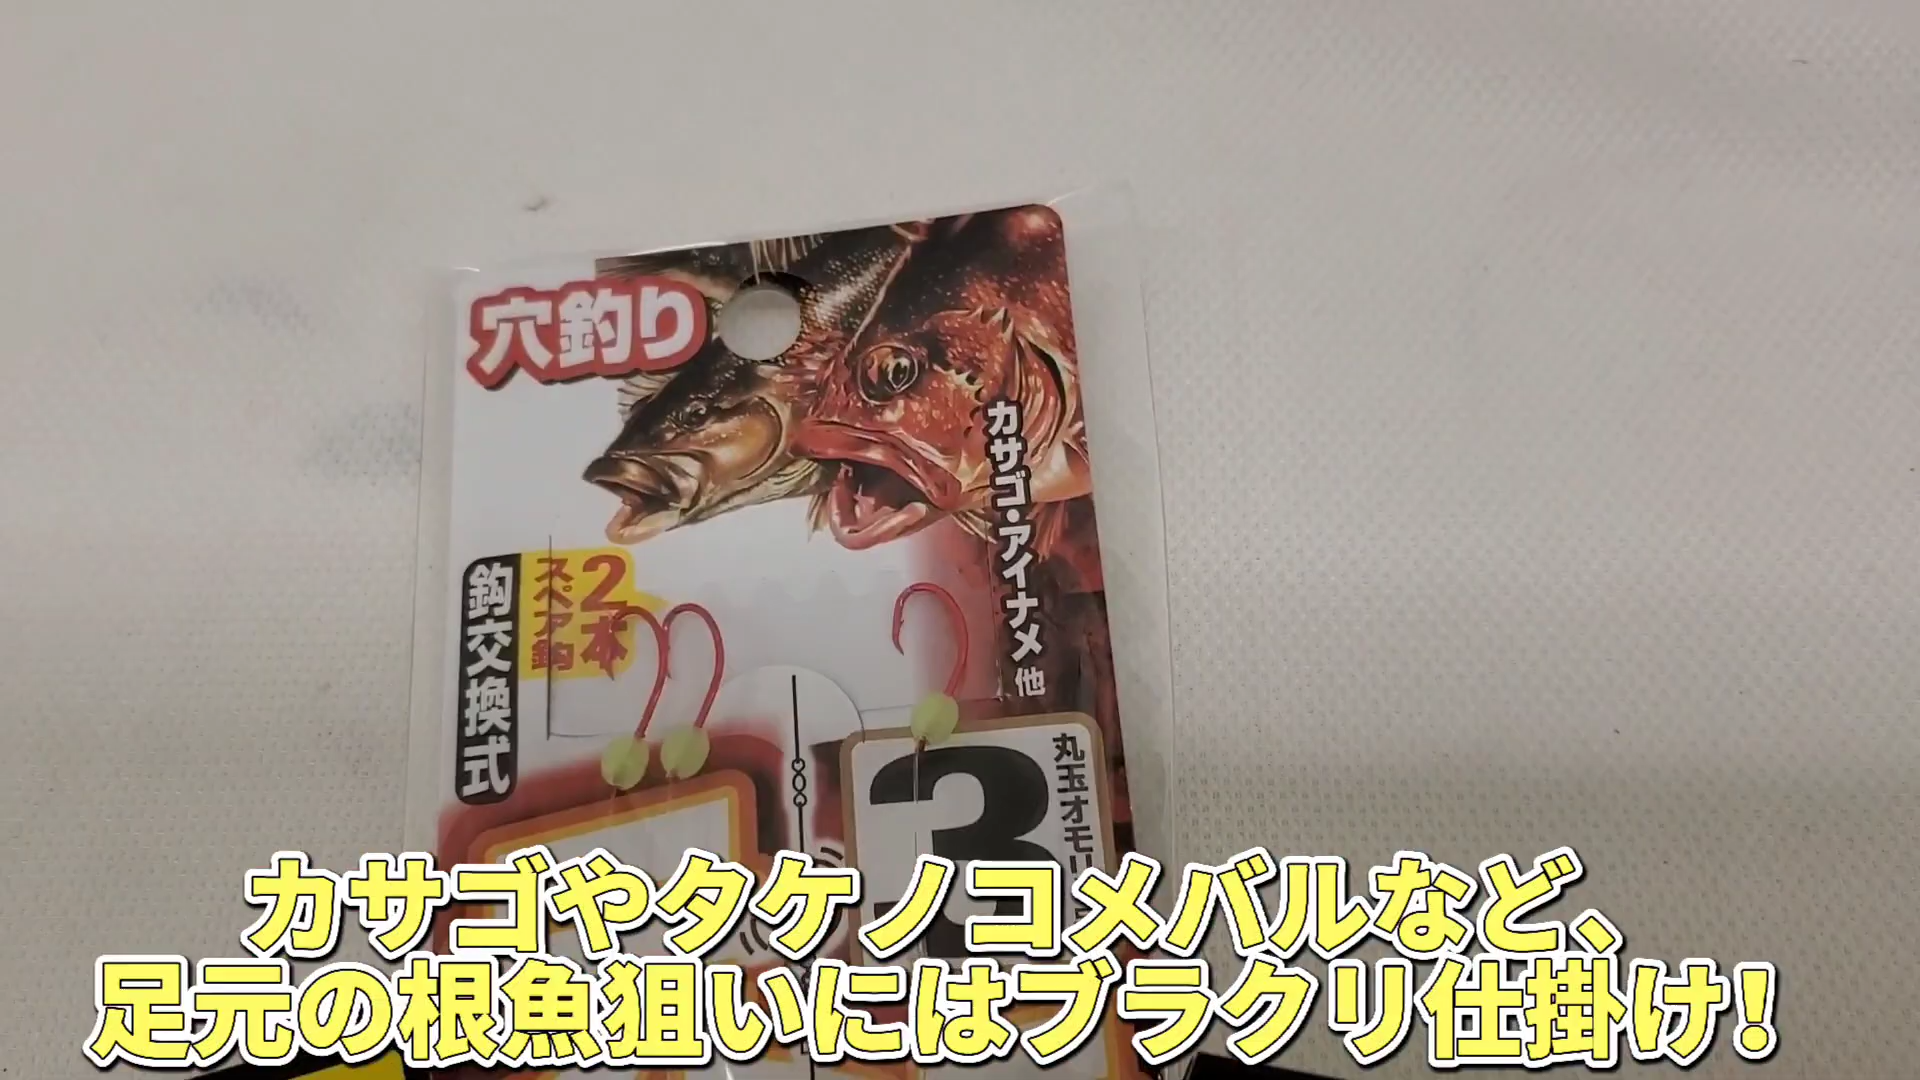 穴釣り
カサゴ・アイナメ 他
鈎交換式
スペア鈎
2本
3
丸玉オモリ
カサゴやタケノコメバルなど、
足元の根魚狙いにはブラクリ仕掛け！